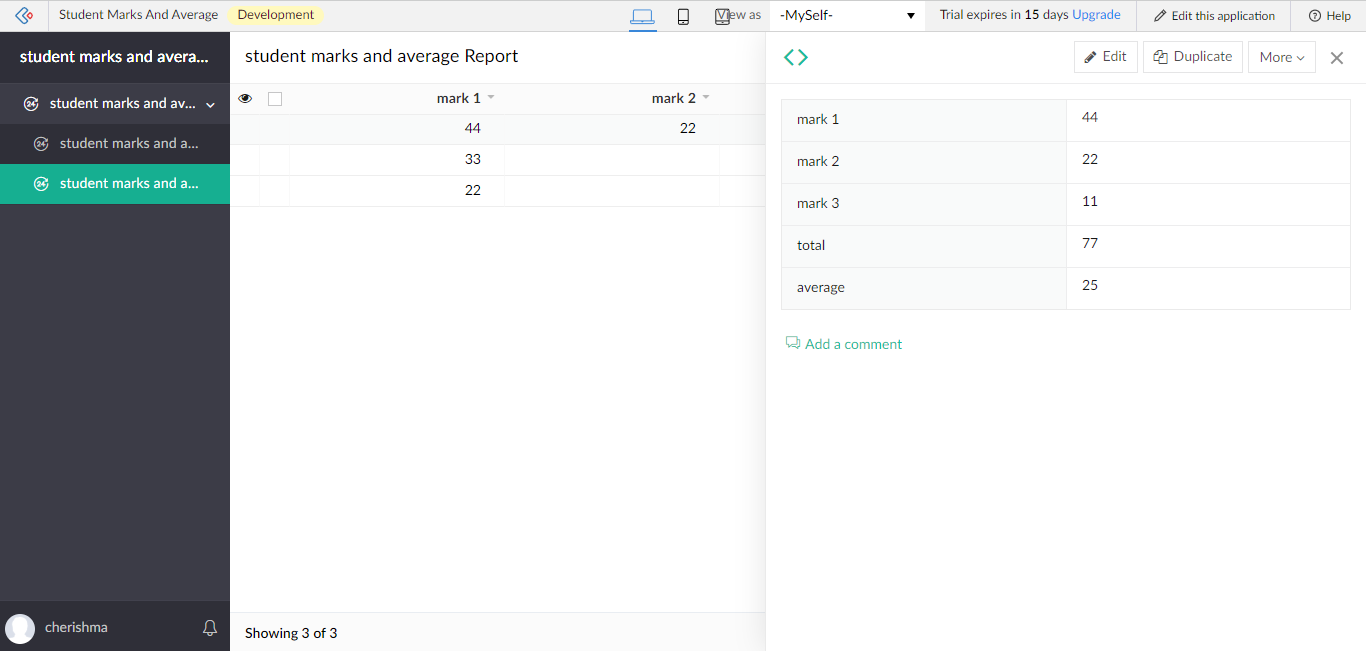 Student Marks And Average Development View as -MySelf- Trial expires in 15 days Upgrade Edit this application Help
student marks and avera...
student marks and av...
student marks and a...
student marks and a...
cherishma
student marks and average Report
mark 1 mark 2
44 22
33
22
Showing 3 of 3
Edit Duplicate More
mark 1 44
mark 2 22
mark 3 11
total 77
average 25
Add a comment